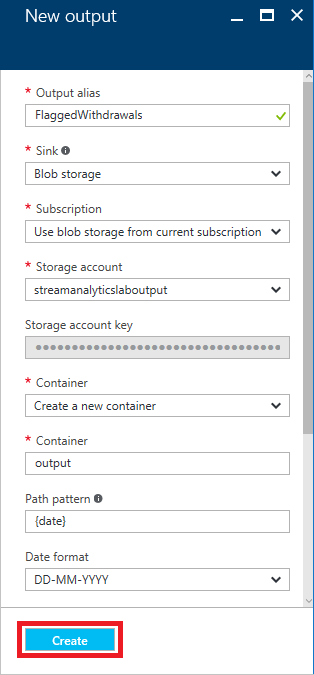 New output
* Output alias
FlaggedWithdrawals
* Sink
Blob storage
* Subscription
Use blob storage from current subscription
* Storage account
streamanalyticslaboutput
Storage account key
* Container
Create a new container
* Container
output
Path pattern
{date}
Date format
DD-MM-YYYY
Create